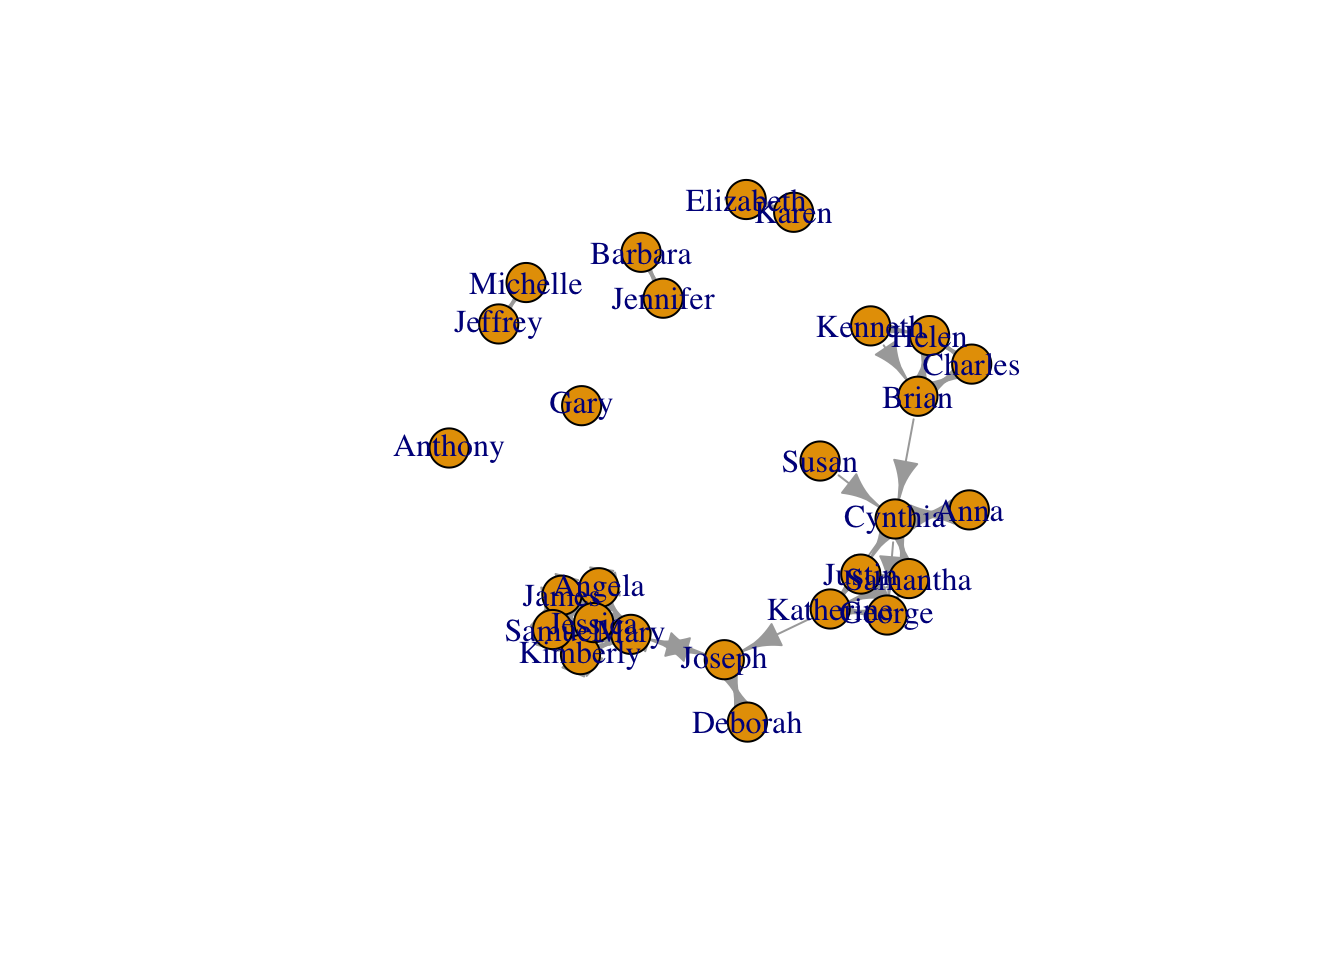 Elizabeth
Karen
Barbara
Michelle
Jennifer
Jeffrey
Kenneth
Helen
Charles
Brian
Gary
Anthony
Susan
Cynthia
Anna
Justin
Samantha
Angela
James
Katherine
George
Jessica
Samuel
Mary
Kimberly
Joseph
Deborah